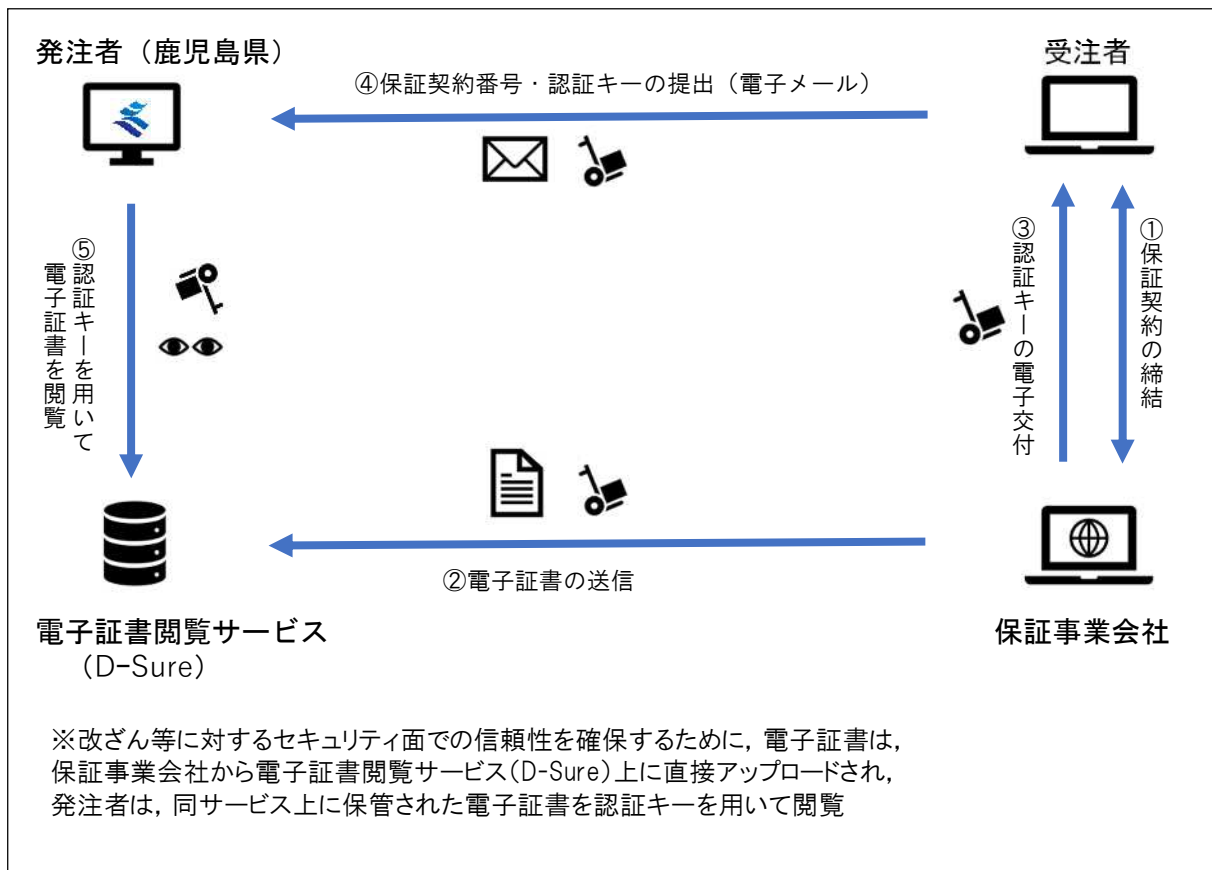 発注者（鹿児島県）
受注者
④保証契約番号・認証キーの提出（電子メール）
⑤認証キーを用いて
電子証書を閲覧
③認証キーの電子交付
①保証契約の締結
②電子証書の送信
電子証書閲覧サービス
（D-Sure）
保証事業会社
※改ざん等に対するセキュリティ面での信頼性を確保するために，電子証書は，
保証事業会社から電子証書閲覧サービス（D-Sure）上に直接アップロードされ，
発注者は，同サービス上に保管された電子証書を認証キーを用いて閲覧